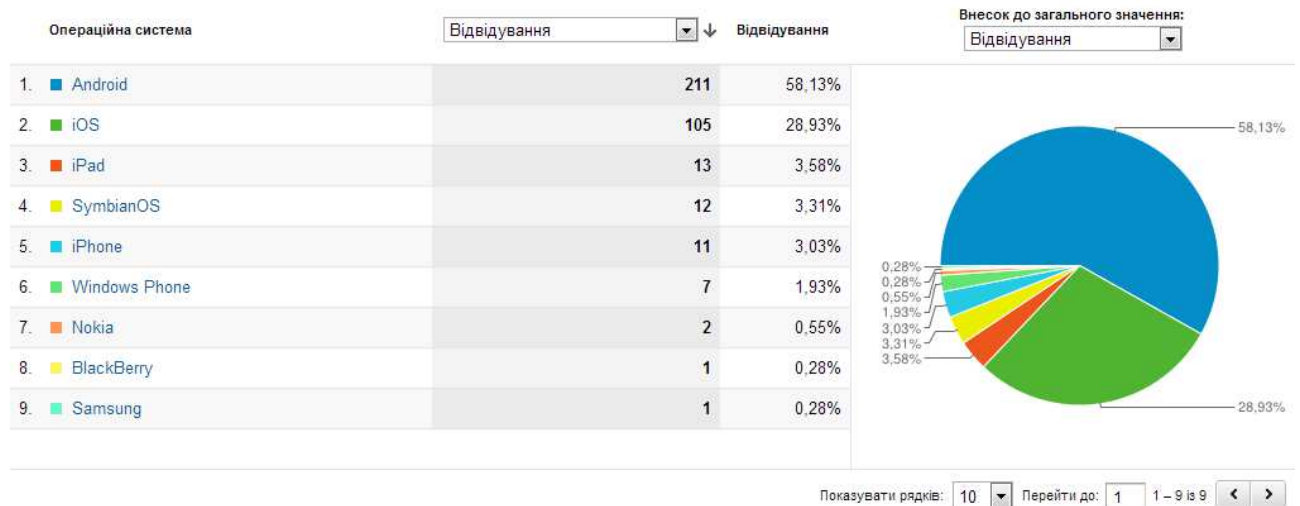 Внесок до загального значення:
Операційна система Відвідування Відвідування Відвідування
1. Android 211 58,13%
2. iOS 105 28,93%
3. iPad 13 3,58%
4. SymbianOS 12 3,31%
5. iPhone 11 3,03%
6. Windows Phone 7 1,93%
7. Nokia 2 0,55%
8. BlackBerry 1 0,28%
9. Samsung 1 0,28%
58,13%
0,28%
0,28%
0,55%
1,93%
3,03%
3,31%
3,58%
28,93%
Показувати рядків: 10 Перейти до: 1 1 – 9 із 9